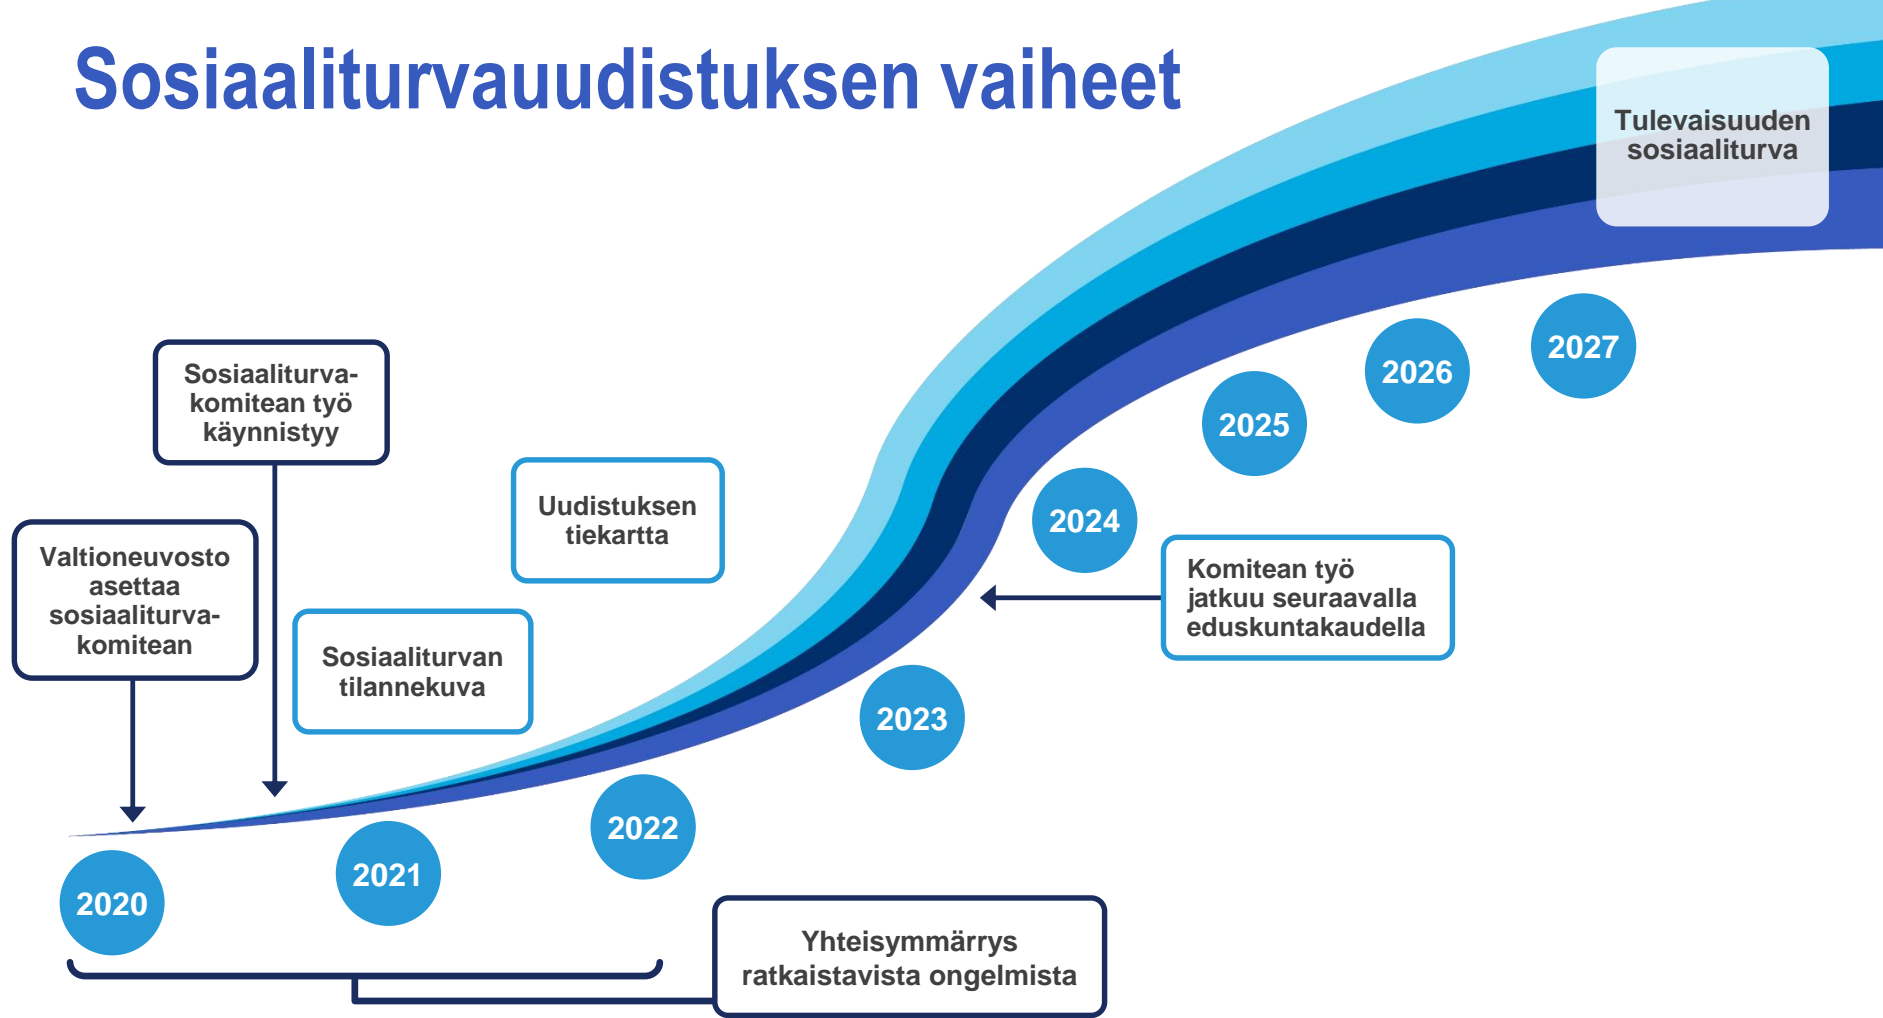 Sosiaaliturvauudistuksen vaiheet
Tulevaisuuden
sosiaaliturva
Sosiaaliturva-
komitean työ
käynnistyy
Valtioneuvosto
asettaa
sosiaaliturva-
komitean
Sosiaaliturvan
tilannekuva
Uudistuksen
tiekartta
Komitean työ
jatkuu seuraavalla
eduskuntakaudella
2020
2021
2022
2023
2024
2025
2026
2027
Yhteisymmärrys
ratkaistavista ongelmista